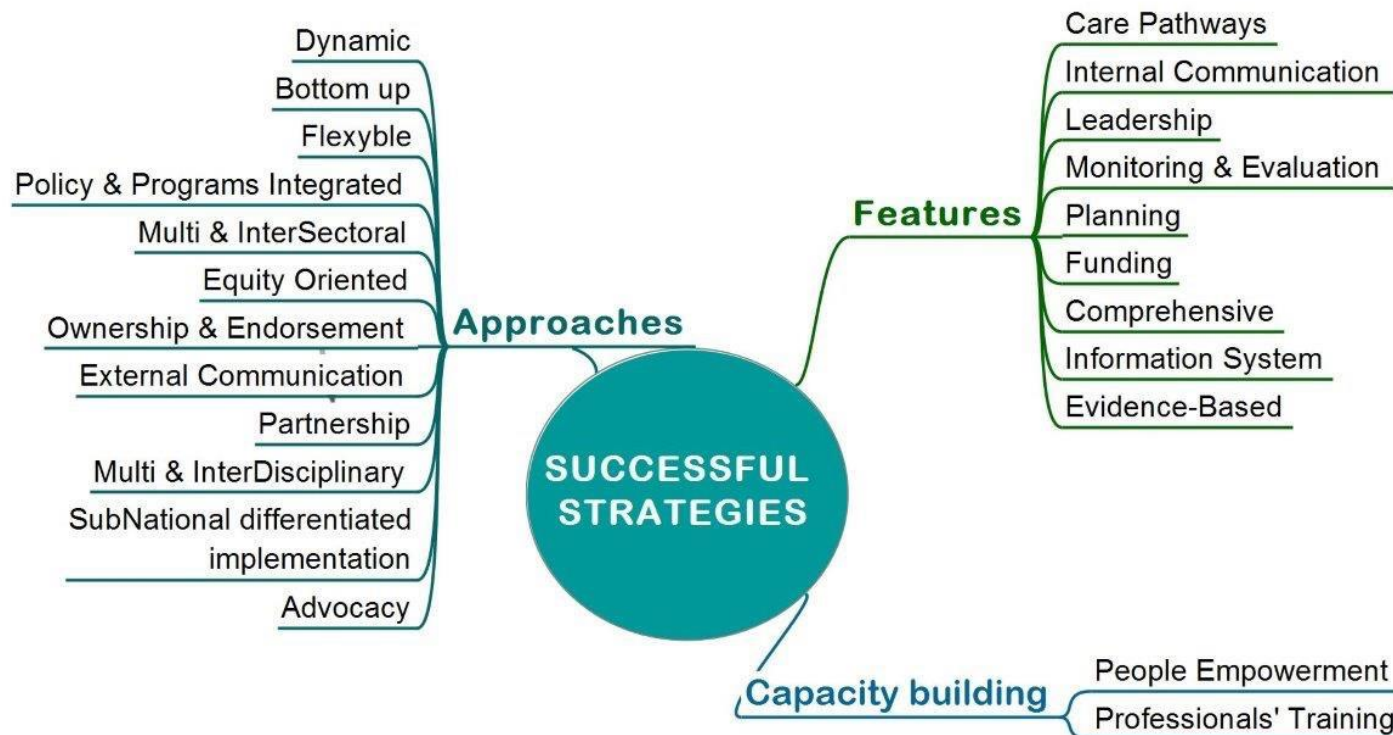 Dynamic
Bottom up
Flexyble
Policy & Programs Integrated
Multi & InterSectoral
Equity Oriented
Ownership & Endorsement
External Communication
Partnership
Multi & InterDisciplinary
SubNational differentiated
implementation
Advocacy
Approaches
SUCCESSFUL
STRATEGIES
Features
Care Pathways
Internal Communication
Leadership
Monitoring & Evaluation
Planning
Funding
Comprehensive
Information System
Evidence-Based
Capacity building
People Empowerment
Professionals' Training